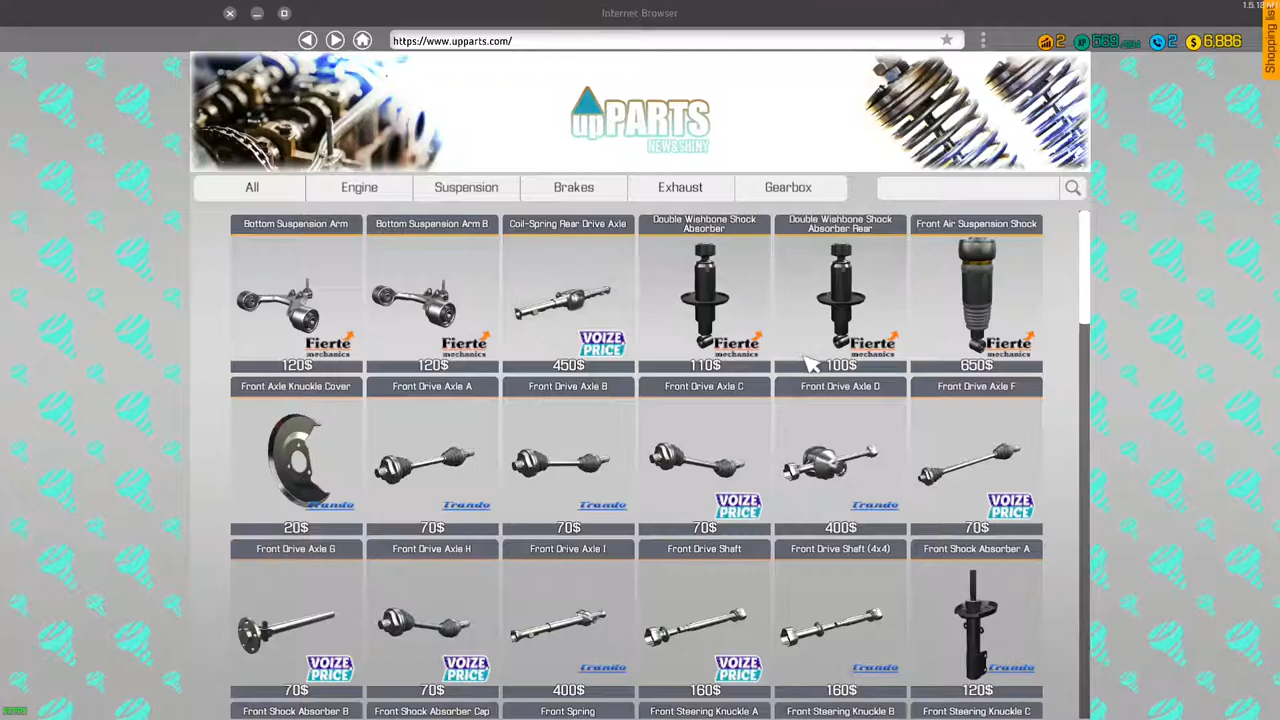 Internet Browser
1.5.12
https://www.upparts.com/
2
569
2
$ 6,886
Shopping list
upPARTS
NEW&SHINY
All
Engine
Suspension
Brakes
Exhaust
Gearbox
Bottom Suspension Arm
Bottom Suspension Arm B
Coil-Spring Rear Drive Axle
Double Wishbone Shock Absorber
Double Wishbone Shock Absorber Rear
Front Air Suspension Shock
Fierte mechanics
Fierte mechanics
VOIZE PRICE
Fierte mechanics
Fierte mechanics
Fierte mechanics
120$
120$
450$
110$
100$
650$
Front Axle Knuckle Cover
Front Drive Axle A
Front Drive Axle B
Front Drive Axle C
Front Drive Axle D
Front Drive Axle F
Trando
Trando
Trando
VOIZE PRICE
Trando
VOIZE PRICE
20$
70$
70$
70$
400$
70$
Front Drive Axle G
Front Drive Axle H
Front Drive Axle I
Front Drive Shaft
Front Drive Shaft (4x4)
Front Shock Absorber A
VOIZE PRICE
VOIZE PRICE
Trando
VOIZE PRICE
Trando
Trando
70$
70$
400$
160$
160$
120$
Front Shock Absorber B
Front Shock Absorber Cap
Front Spring
Front Steering Knuckle A
Front Steering Knuckle B
Front Steering Knuckle C